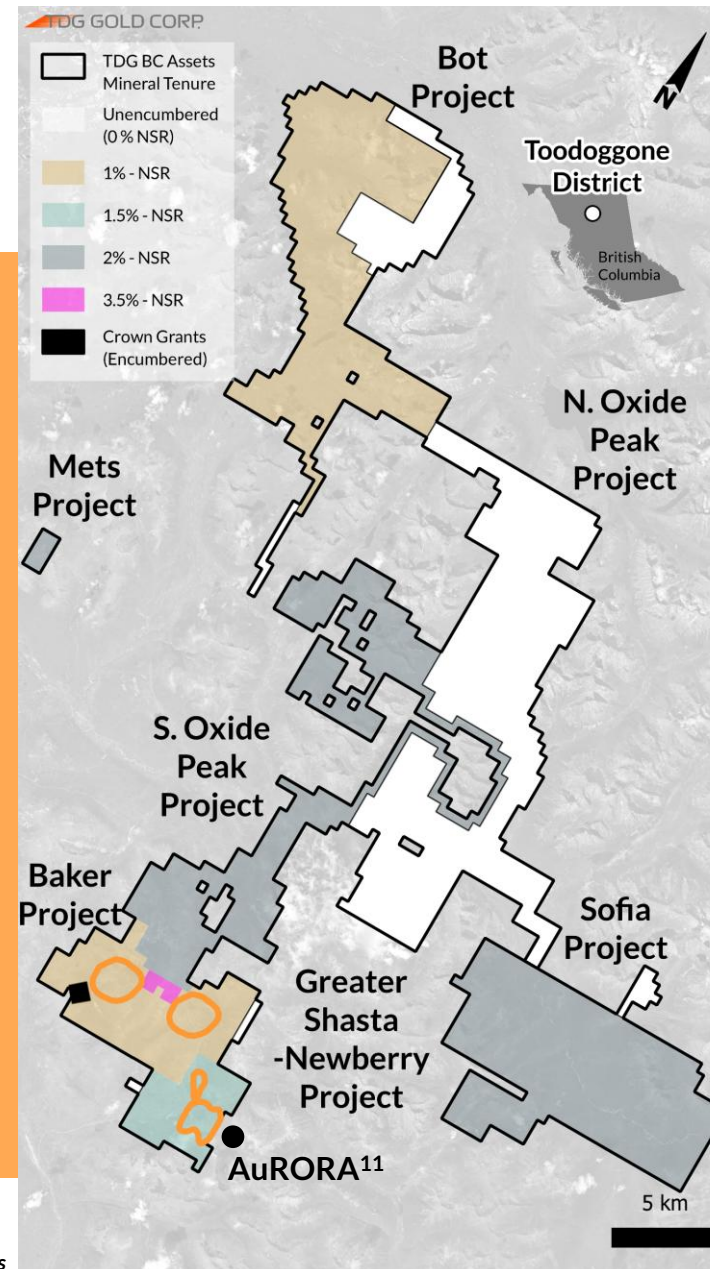 TDG GOLD CORP.
TDG BC Assets
Mineral Tenure
Unencumbered
(0 % NSR)
1% - NSR
1.5% - NSR
2% - NSR
3.5% - NSR
Crown Grants
(Encumbered)
Bot
Project
N
Toodoggone
District
British
Columbia
N. Oxide
Peak
Project
Mets
Project
S. Oxide
Peak
Project
Baker
Project
Sofia
Project
Greater
Shasta
-Newberry
Project
AuRORA¹¹
5 km
s